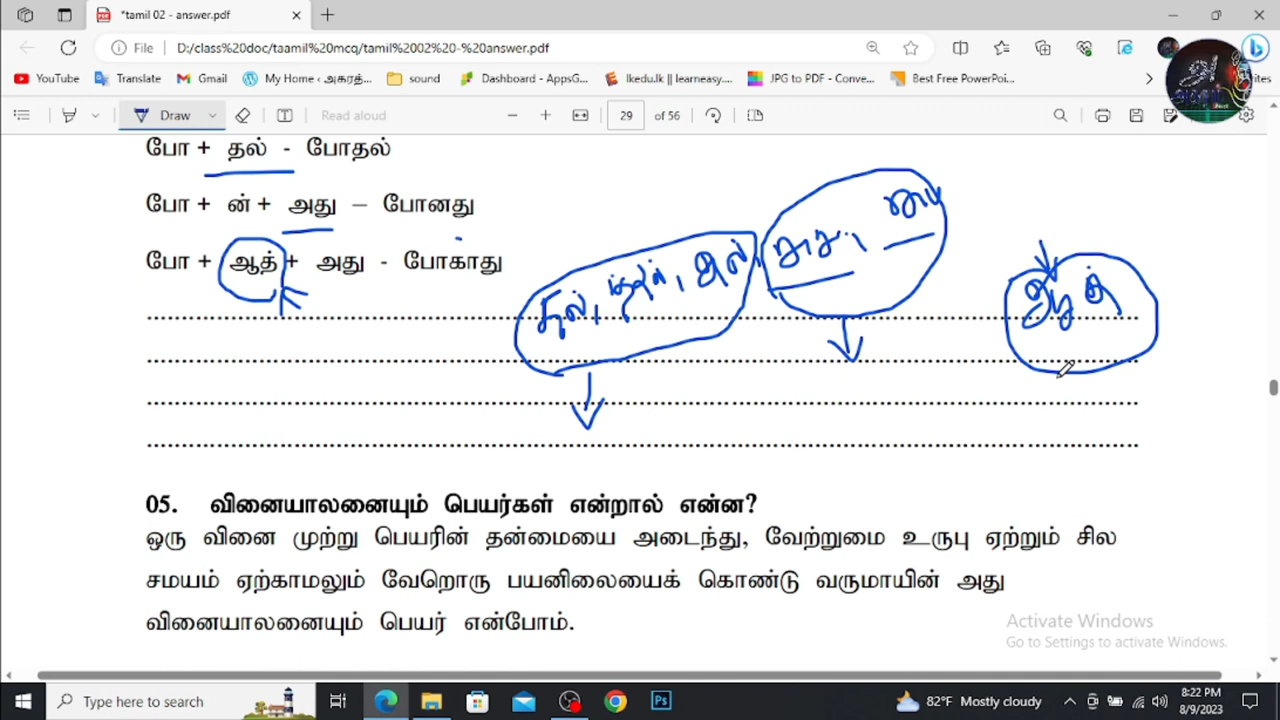 *tamil 02 - answer.pdf
File D:/class%20doc/taamil%20mcq/tamil%2002%20-%20answer.pdf
YouTube Translate Gmail My Home ‹ அகரத்... sound Dashboard - AppsG... lkedu.lk || learneasy... JPG to PDF - Conve... Best Free PowerPoi...
Draw Read aloud 29 of 56
போ + தல் - போதல்
போ + ன் + அது – போனது
போ + ஆத் + அது - போகாது
தல், அல்,
ஆத்
05. வினையாலனையும் பெயர்கள் என்றால் என்ன?
ஒரு வினை முற்று பெயரின் தன்மையை அடைந்து, வேற்றுமை உருபு ஏற்றும் சில
சமயம் ஏற்காமலும் வேறொரு பயனிலையைக் கொண்டு வருமாயின் அது
வினையாலனையும் பெயர் என்போம்.
Activate Windows
Go to Settings to activate Windows.
Type here to search 82°F Mostly cloudy 8:22 PM
8/9/2023